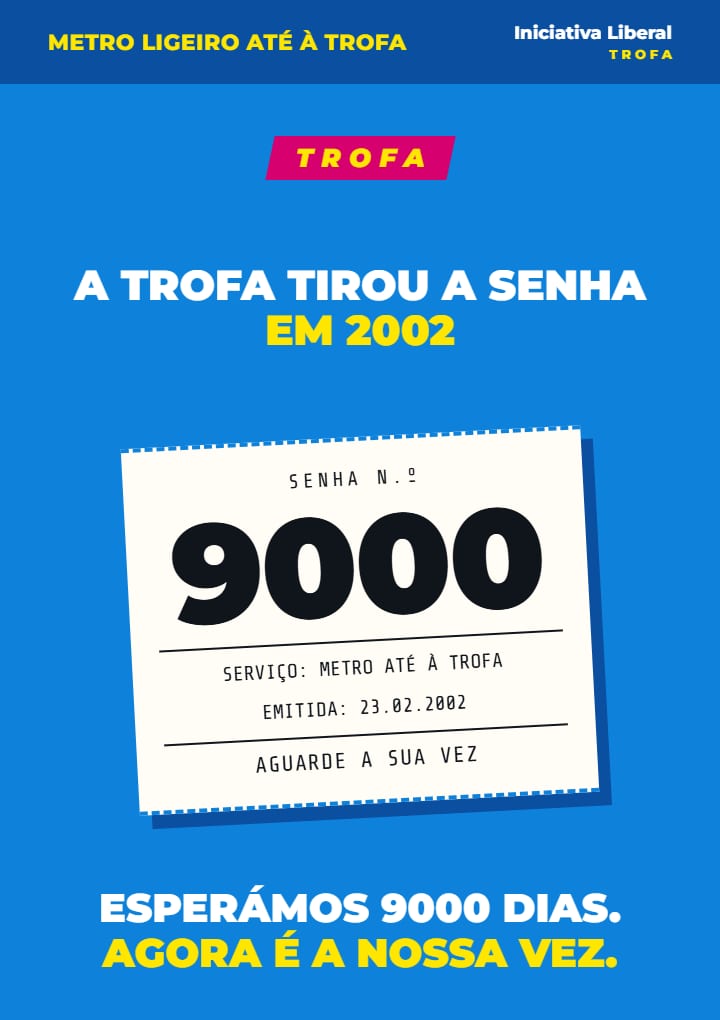 METRO LIGEIRO ATÉ À TROFA
Iniciativa Liberal
TROFA
TROFA
A TROFA TIROU A SENHA
EM 2002
SENHA N.º
9000
SERVIÇO: METRO ATÉ À TROFA
EMITIDA: 23.02.2002
AGUARDE A SUA VEZ
ESPERÁMOS 9000 DIAS.
AGORA É A NOSSA VEZ.